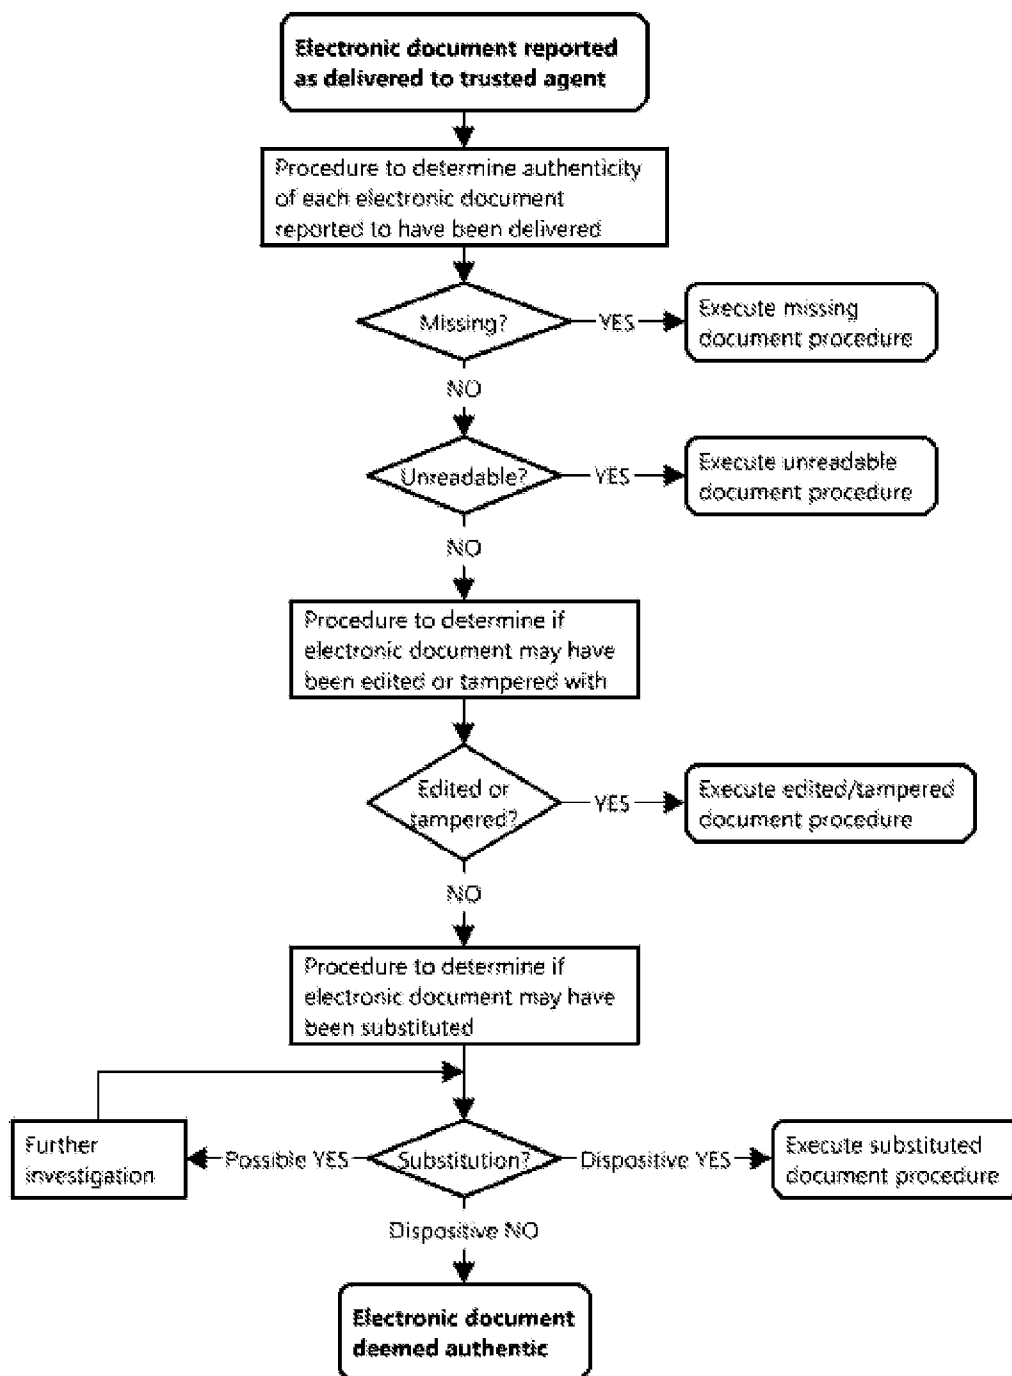 Electronic document reported
as delivered to trusted agent
Procedure to determine authenticity
of each electronic document
reported to have been delivered
Missing?
YES
Execute missing
document procedure
NO
Unreadable?
YES
Execute unreadable
document procedure
NO
Procedure to determine if
electronic document may have
been edited or tampered with
Edited or
tampered?
YES
Execute edited/tampered
document procedure
NO
Procedure to determine if
electronic document may have
been substituted
Further
investigation
Possible YES
Substitution?
Dispositive YES
Execute substituted
document procedure
Dispositive NO
Electronic document
deemed authentic